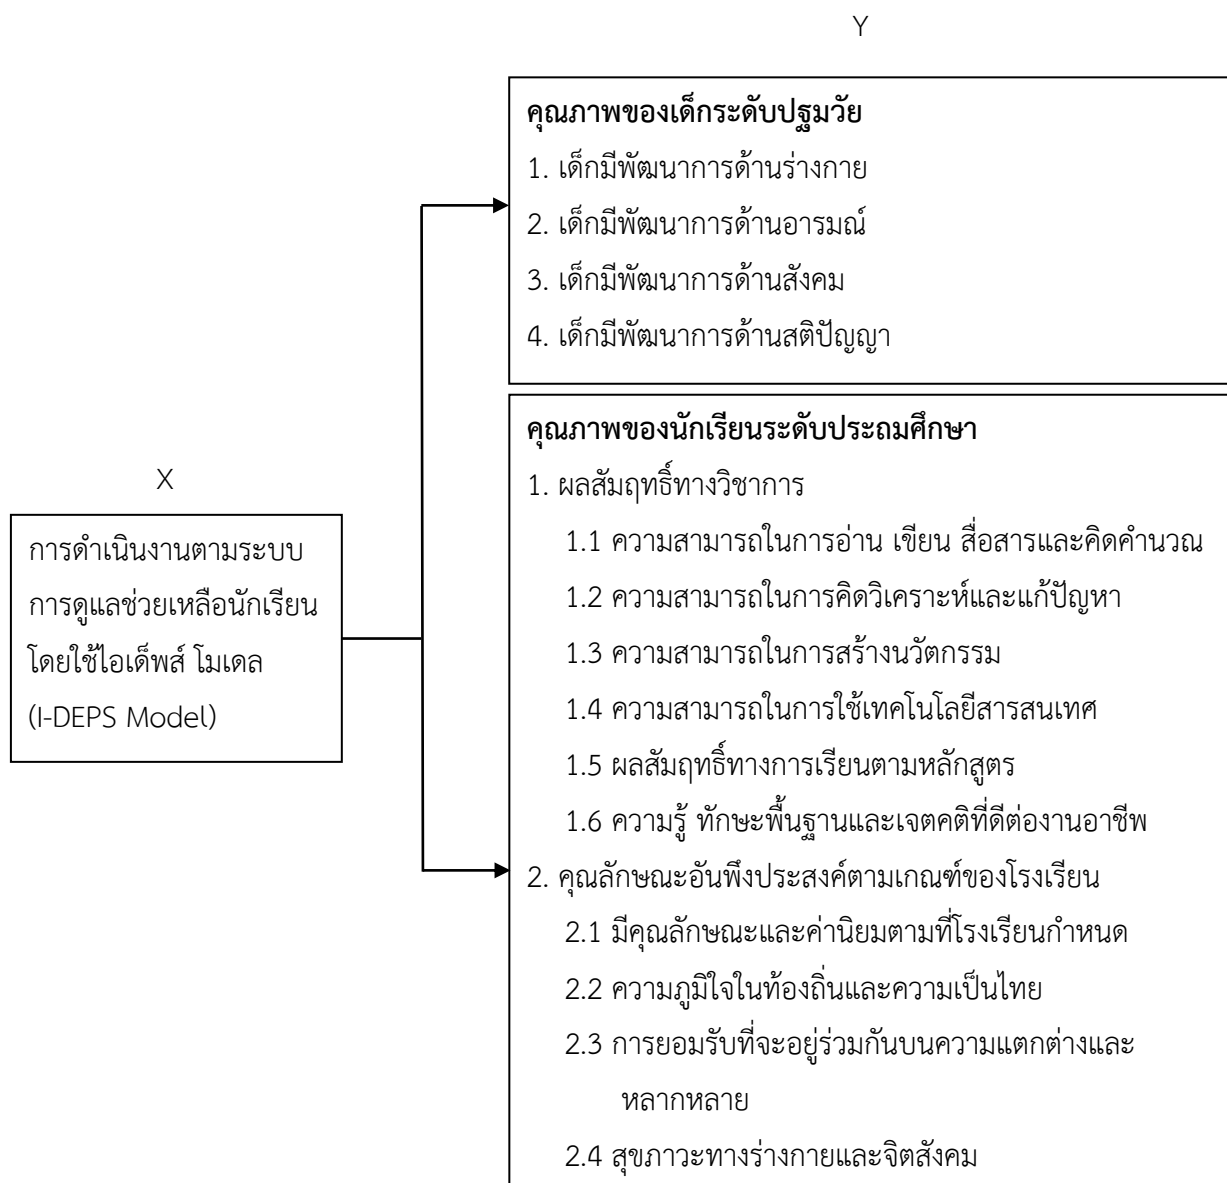 Y
คุณภาพของเด็กระดับปฐมวัย
1. เด็กมีพัฒนาการด้านร่างกาย
2. เด็กมีพัฒนาการด้านอารมณ์
3. เด็กมีพัฒนาการด้านสังคม
4. เด็กมีพัฒนาการด้านสติปัญญา
X
การดำเนินงานตามระบบ
การดูแลช่วยเหลือนักเรียน
โดยใช้ไอเด็พส์ โมเดล
(I-DEPS Model)
คุณภาพของนักเรียนระดับประถมศึกษา
1. ผลสัมฤทธิ์ทางวิชาการ
1.1 ความสามารถในการอ่าน เขียน สื่อสารและคิดคำนวณ
1.2 ความสามารถในการคิดวิเคราะห์และแก้ปัญหา
1.3 ความสามารถในการสร้างนวัตกรรม
1.4 ความสามารถในการใช้เทคโนโลยีสารสนเทศ
1.5 ผลสัมฤทธิ์ทางการเรียนตามหลักสูตร
1.6 ความรู้ ทักษะพื้นฐานและเจตคติที่ดีต่องานอาชีพ
2. คุณลักษณะอันพึงประสงค์ตามเกณฑ์ของโรงเรียน
2.1 มีคุณลักษณะและค่านิยมตามที่โรงเรียนกำหนด
2.2 ความภูมิใจในท้องถิ่นและความเป็นไทย
2.3 การยอมรับที่จะอยู่ร่วมกันบนความแตกต่างและ
หลากหลาย
2.4 สุขภาวะทางร่างกายและจิตสังคม